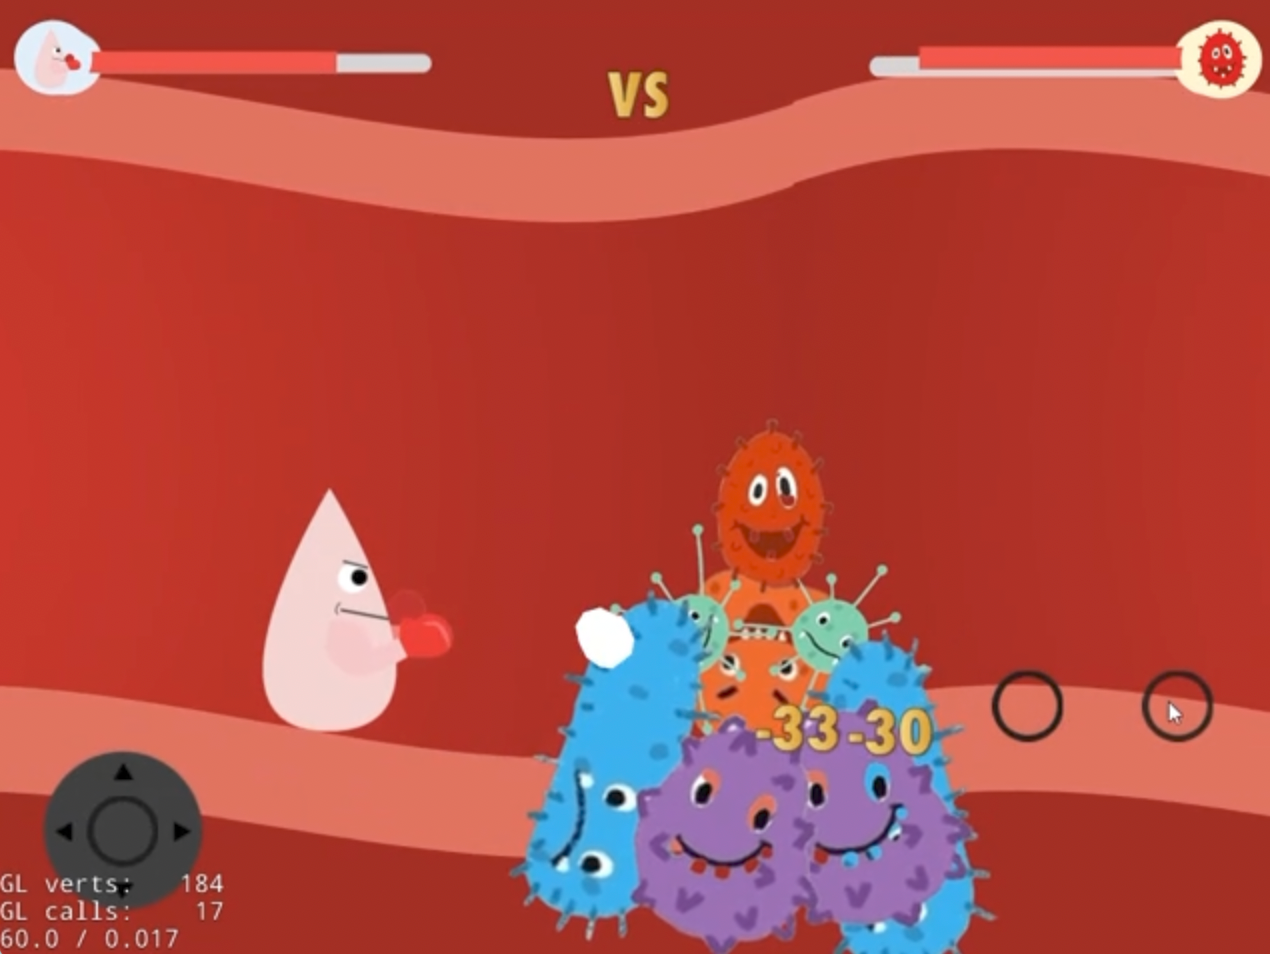 VS
-33 -30
GL verts: 184
GL calls: 17
60.0 / 0.017